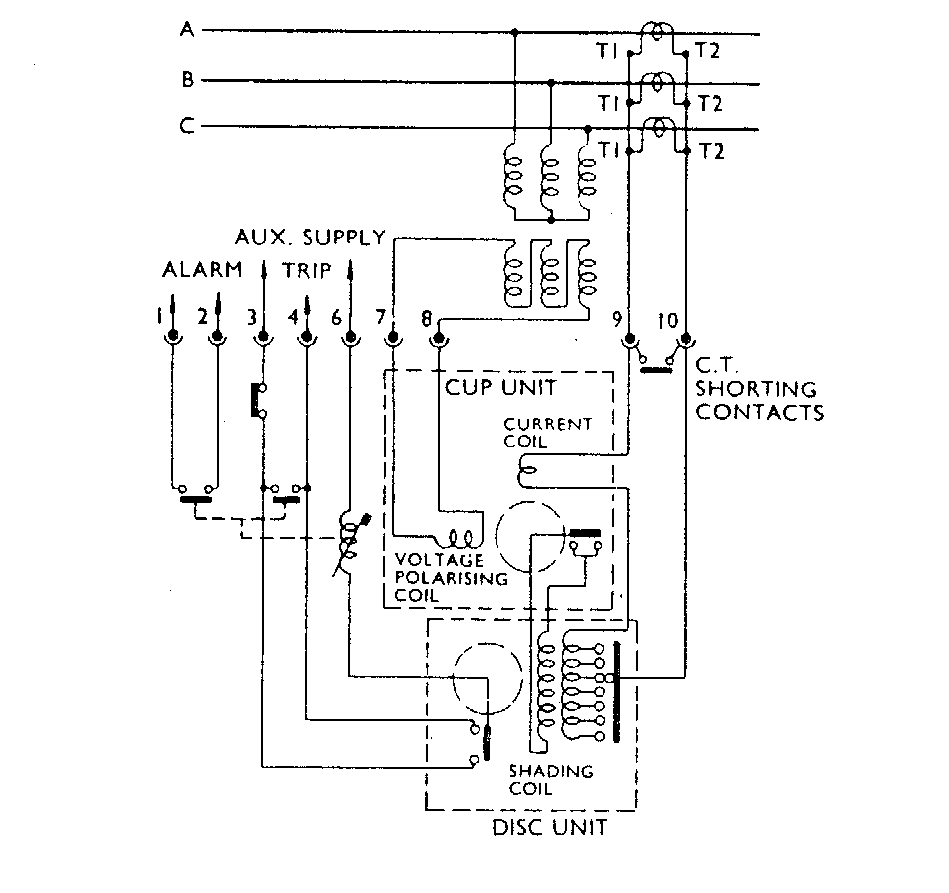 A
T1 T2
B
T1 T2
C
T1 T2
AUX. SUPPLY
ALARM TRIP
1 2 3 4 6 7 8 9 10
C.T.
SHORTING
CONTACTS
CUP UNIT
CURRENT
COIL
VOLTAGE
POLARISING
COIL
SHADING
COIL
DISC UNIT